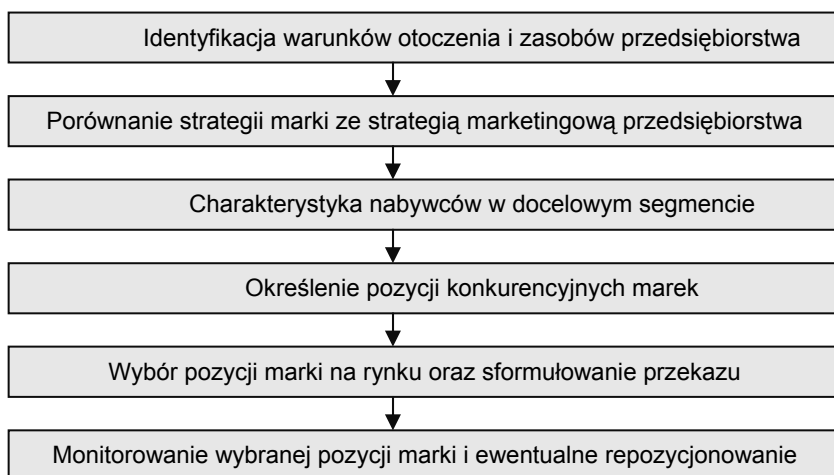 Identyfikacja warunków otoczenia i zasobów przedsiębiorstwa
Porównanie strategii marki ze strategią marketingową przedsiębiorstwa
Charakterystyka nabywców w docelowym segmencie
Określenie pozycji konkurencyjnych marek
Wybór pozycji marki na rynku oraz sformułowanie przekazu
Monitorowanie wybranej pozycji marki i ewentualne repozycjonowanie